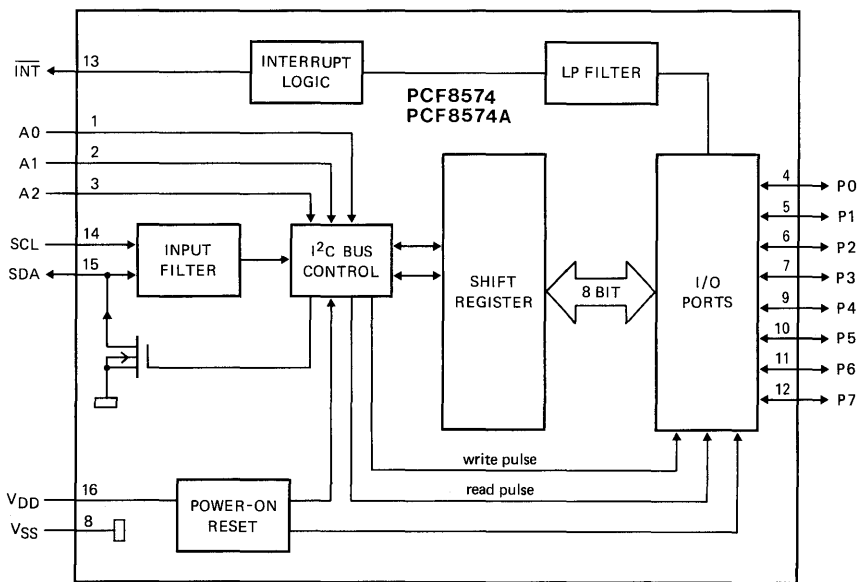 INT 13
INTERRUPT
LOGIC
LP FILTER
PCF8574
PCF8574A
A0 1
A1 2
A2 3
SCL 14
SDA 15
INPUT
FILTER
I²C BUS
CONTROL
SHIFT
REGISTER
8 BIT
I/O
PORTS
4 P0
5 P1
6 P2
7 P3
9 P4
10 P5
11 P6
12 P7
write pulse
read pulse
VDD 16
VSS 8
POWER-ON
RESET